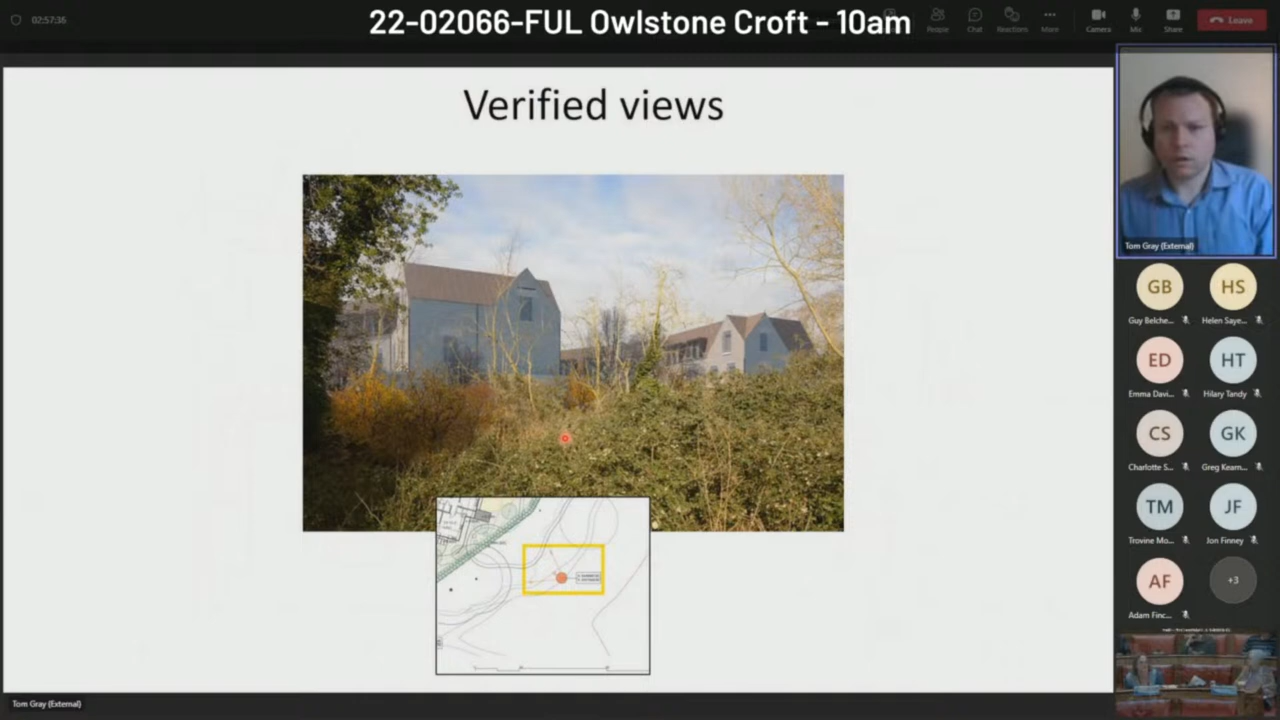 02:57:36
22-02066-FUL Owlstone Croft - 10am
People
Chat
Reactions
More
Camera
Mic
Share
Leave
Verified views
Tom Gray (External)
GB
HS
Guy Belche...
Helen Saye...
ED
HT
Emma Davi...
Hilary Tandy
CS
GK
Charlotte S...
Greg Kearn...
TM
JF
Trovine Mo...
Jon Finney
AF
+3
Adam Finc...
Tom Gray (External)